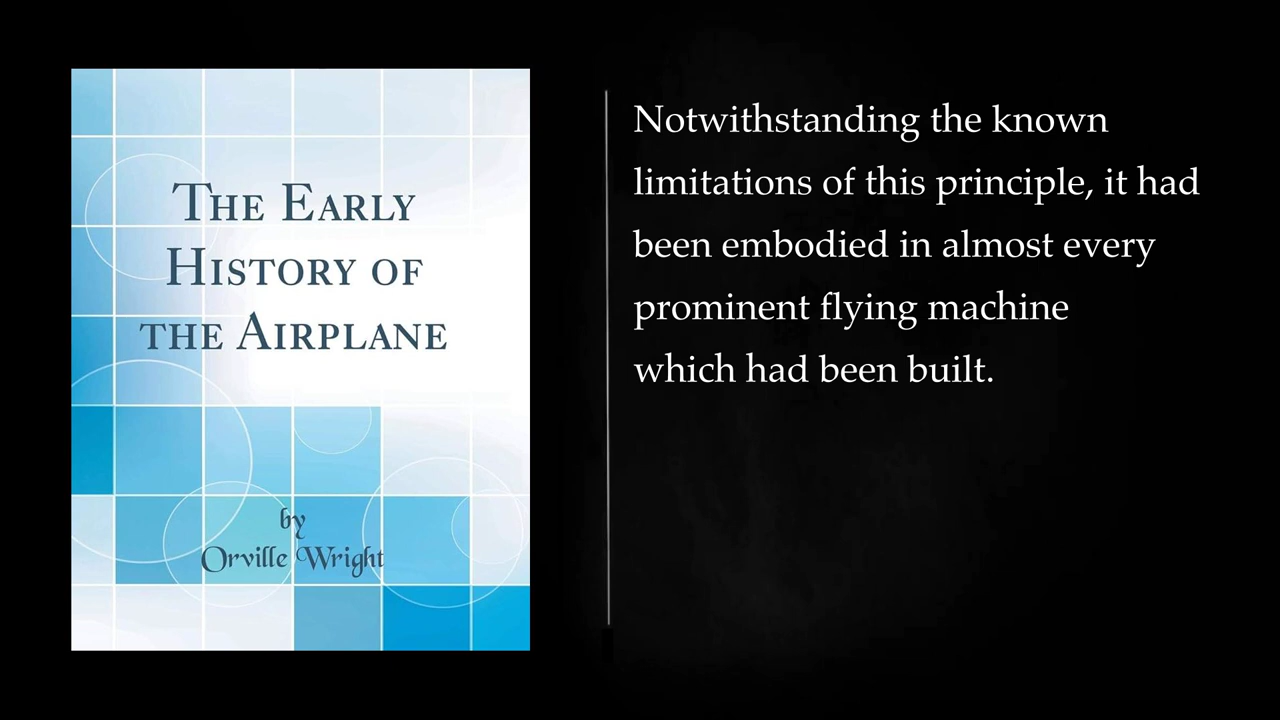 The Early
History of
the Airplane
by
Orville Wright
Notwithstanding the known
limitations of this principle, it had
been embodied in almost every
prominent flying machine
which had been built.